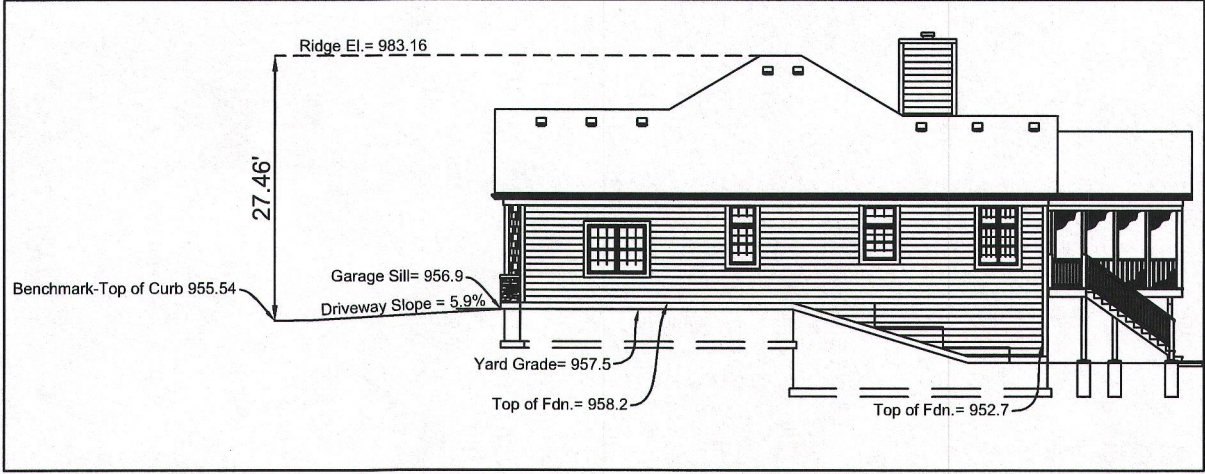 Ridge El.= 983.16
27.46'
Garage Sill= 956.9
Benchmark-Top of Curb 955.54
Driveway Slope = 5.9%
Yard Grade= 957.5
Top of Fdn.= 958.2
Top of Fdn.= 952.7